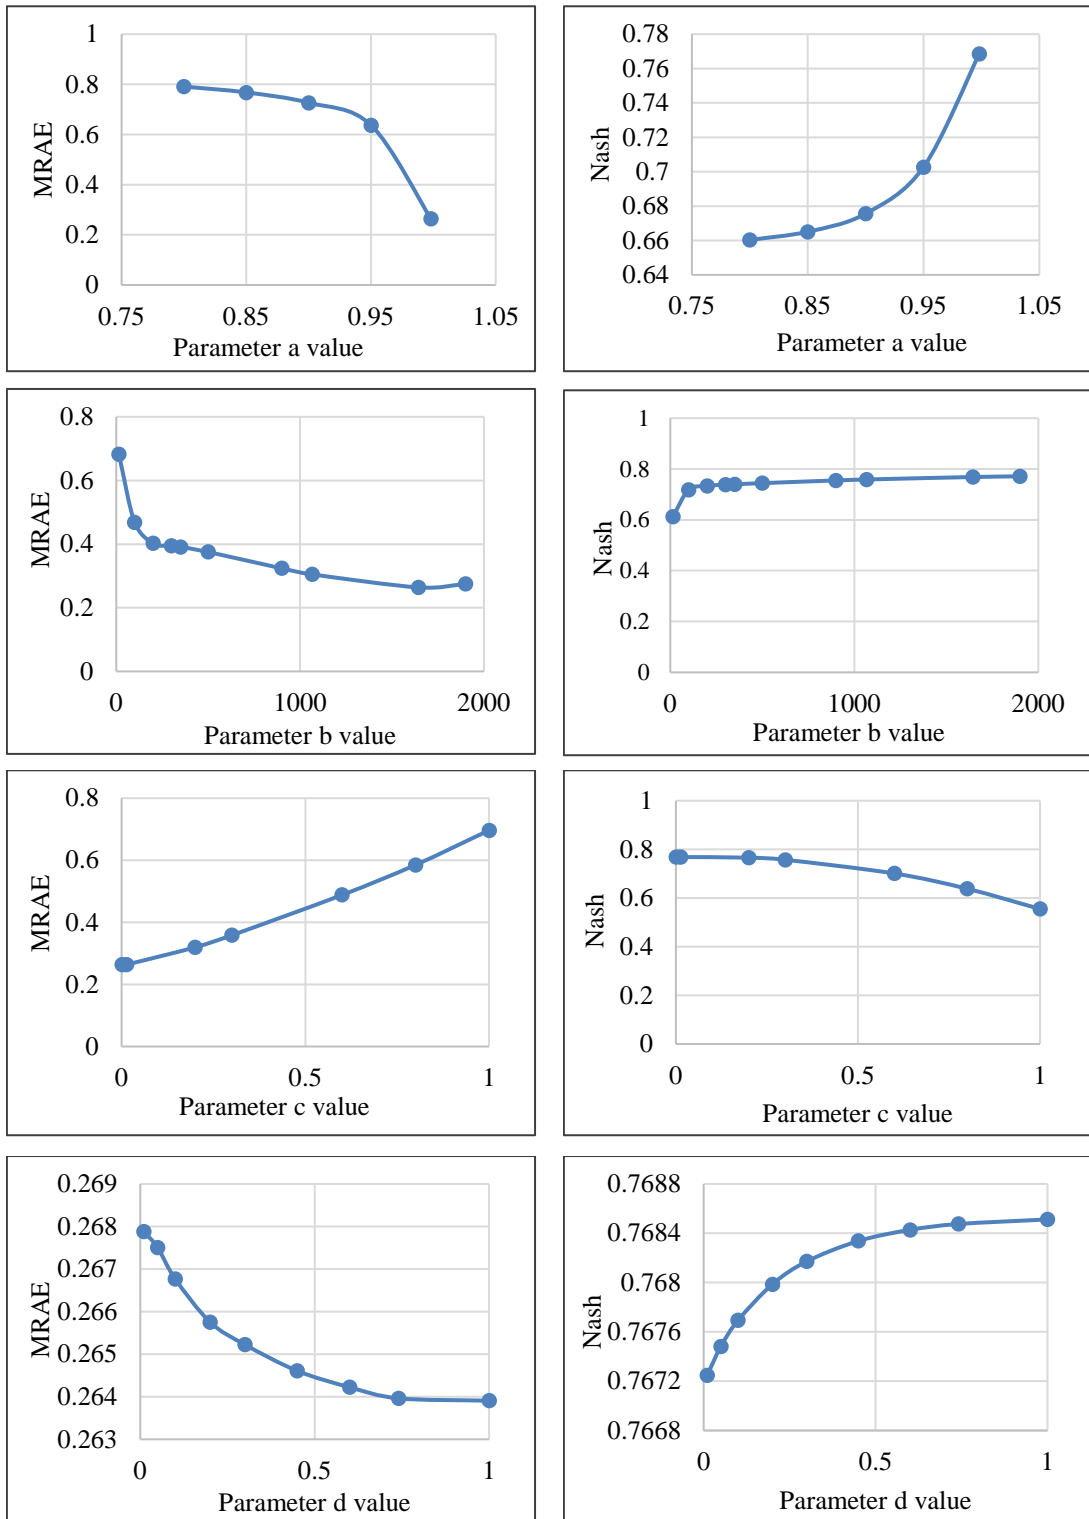 1
0.8
0.6
0.4
0.2
0
MRAE
0.75 0.85 0.95 1.05
Parameter a value
0.78
0.76
0.74
0.72
0.7
0.68
0.66
0.64
Nash
0.75 0.85 0.95 1.05
Parameter a value
0.8
0.6
0.4
0.2
0
MRAE
0 1000 2000
Parameter b value
1
0.8
0.6
0.4
0.2
0
Nash
0 1000 2000
Parameter b value
0.8
0.6
0.4
0.2
0
MRAE
0 0.5 1
Parameter c value
1
0.8
0.6
0.4
0.2
0
Nash
0 0.5 1
Parameter c value
0.269
0.268
0.267
0.266
0.265
0.264
0.263
MRAE
0 0.5 1
Parameter d value
0.7688
0.7684
0.768
0.7676
0.7672
0.7668
Nash
0 0.5 1
Parameter d value